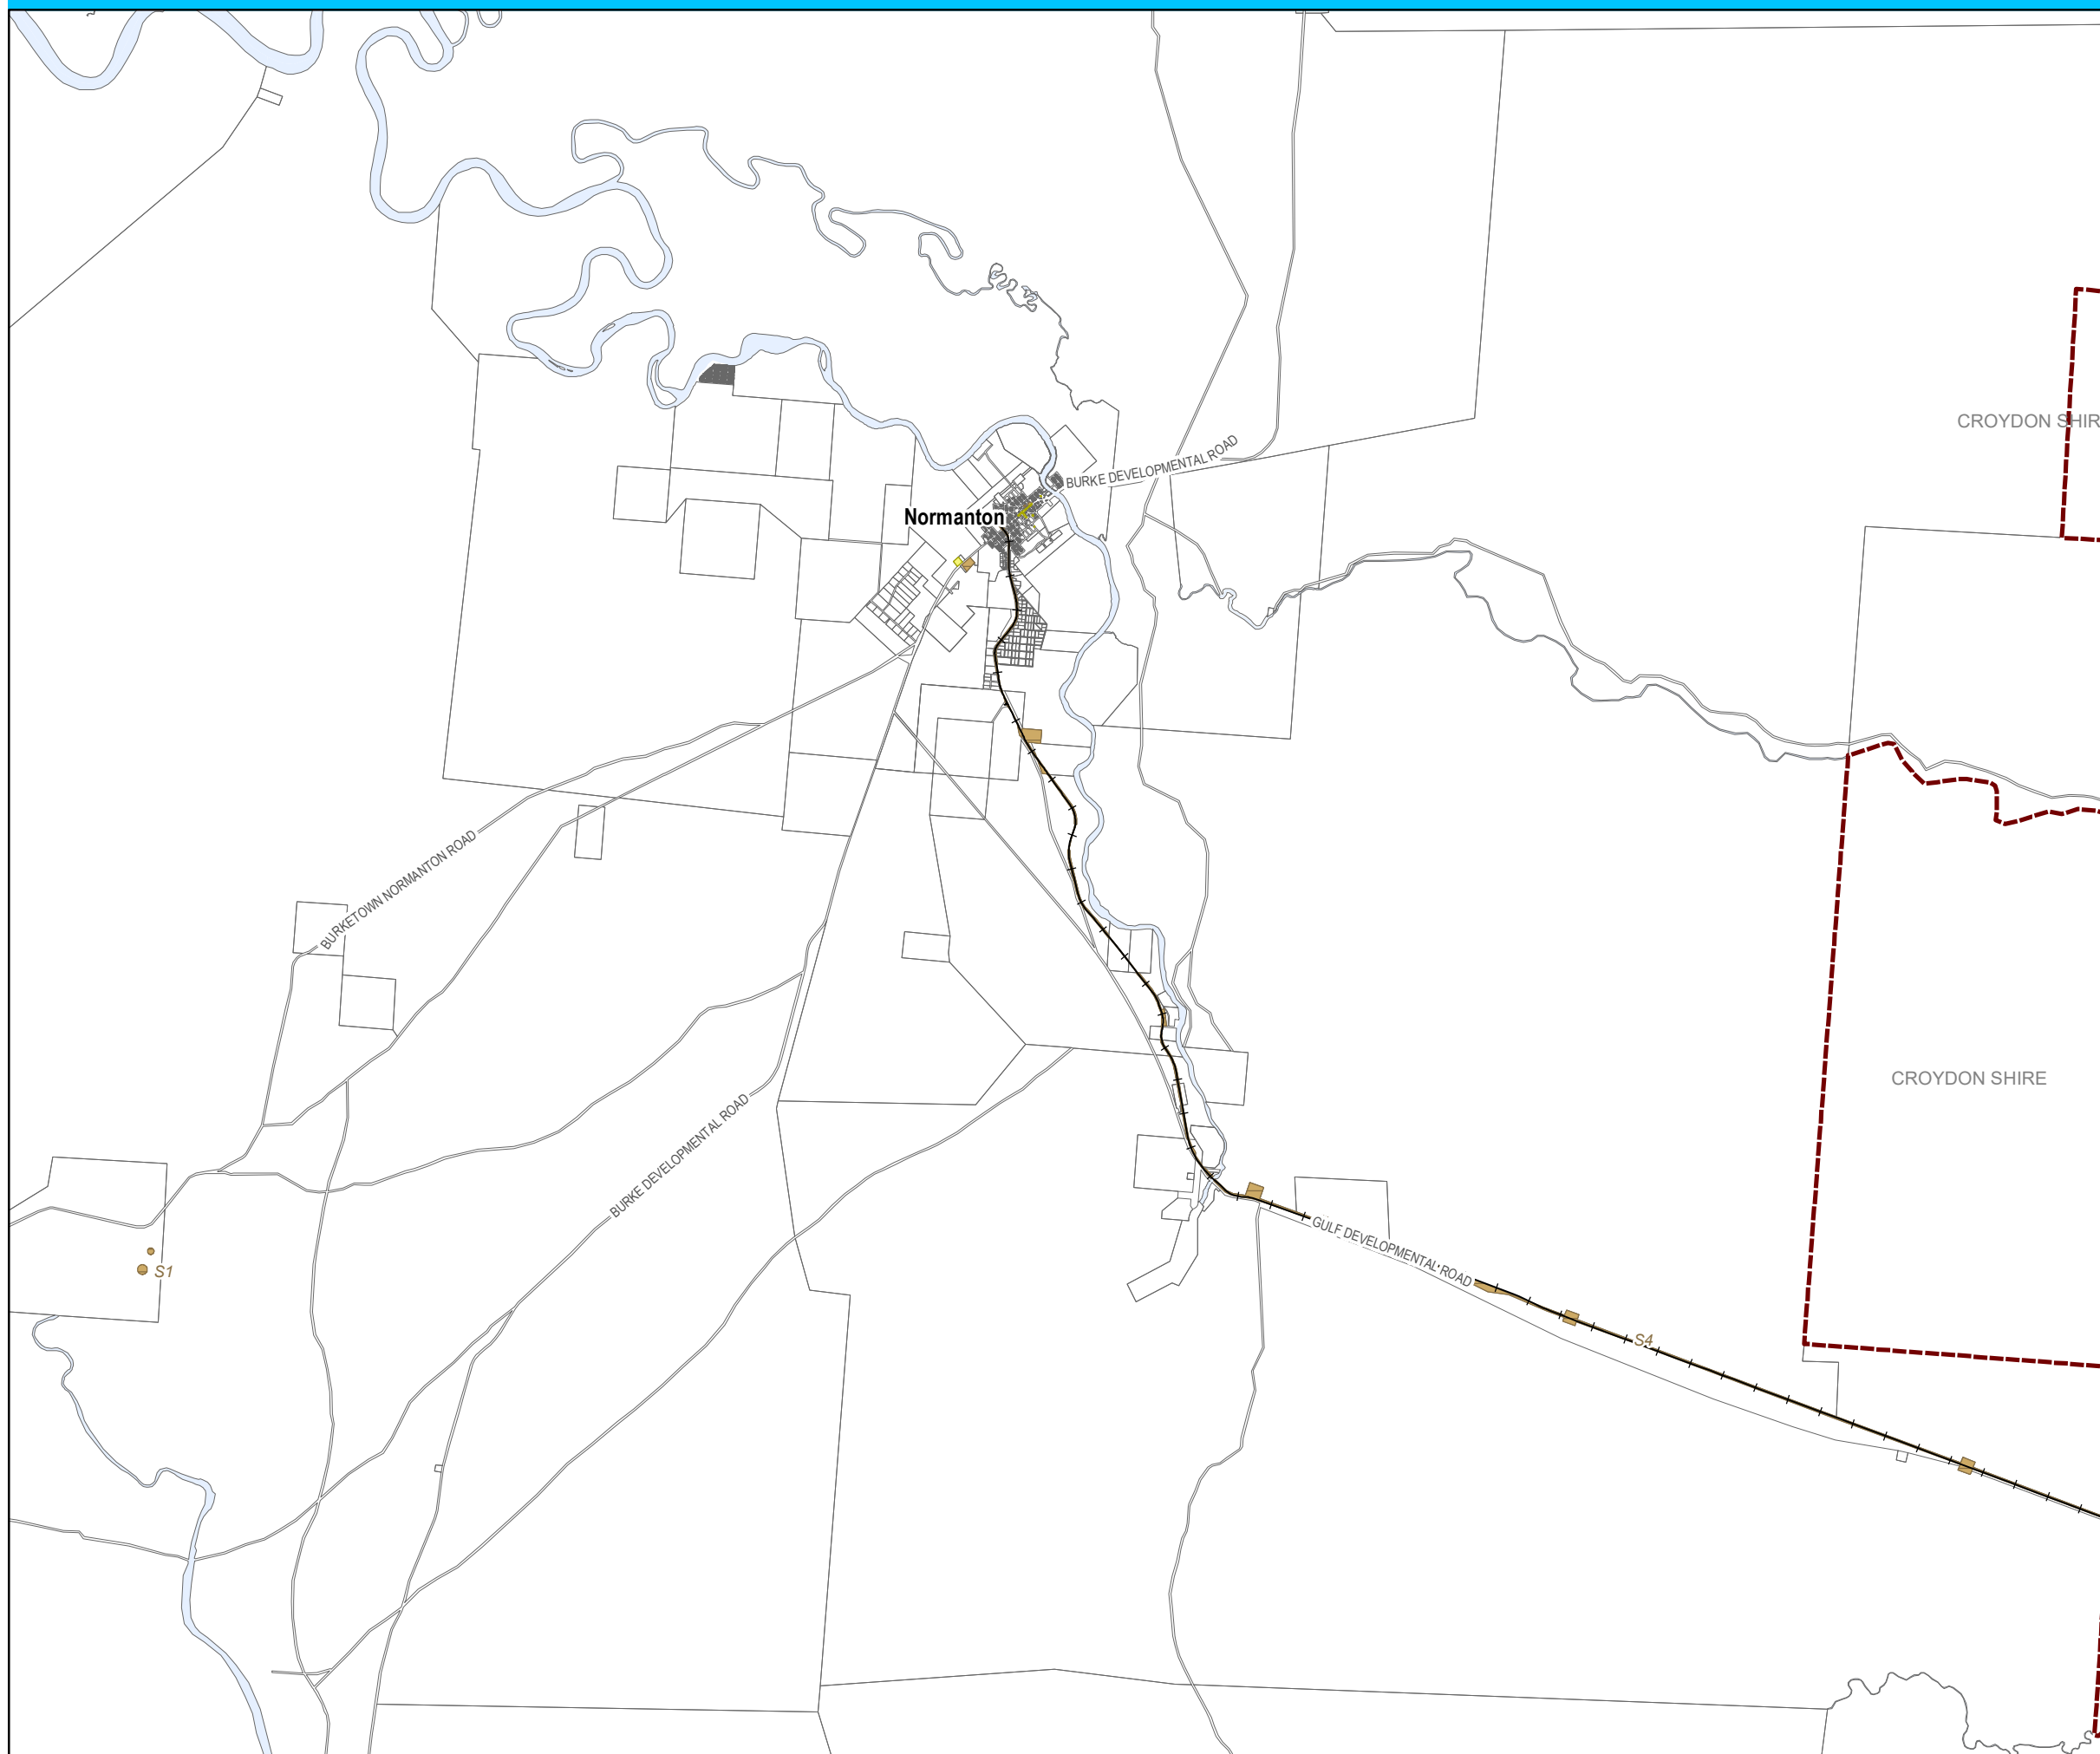 CROYDON SHIR
BURKE DEVELOPMENTAL ROAD
Normanton
BURKETOWN NORMANTON ROAD
CROYDON SHIRE
BURKE DEVELOPMENTAL ROAD
GULF DEVELOPMENTAL ROAD
S1
S4